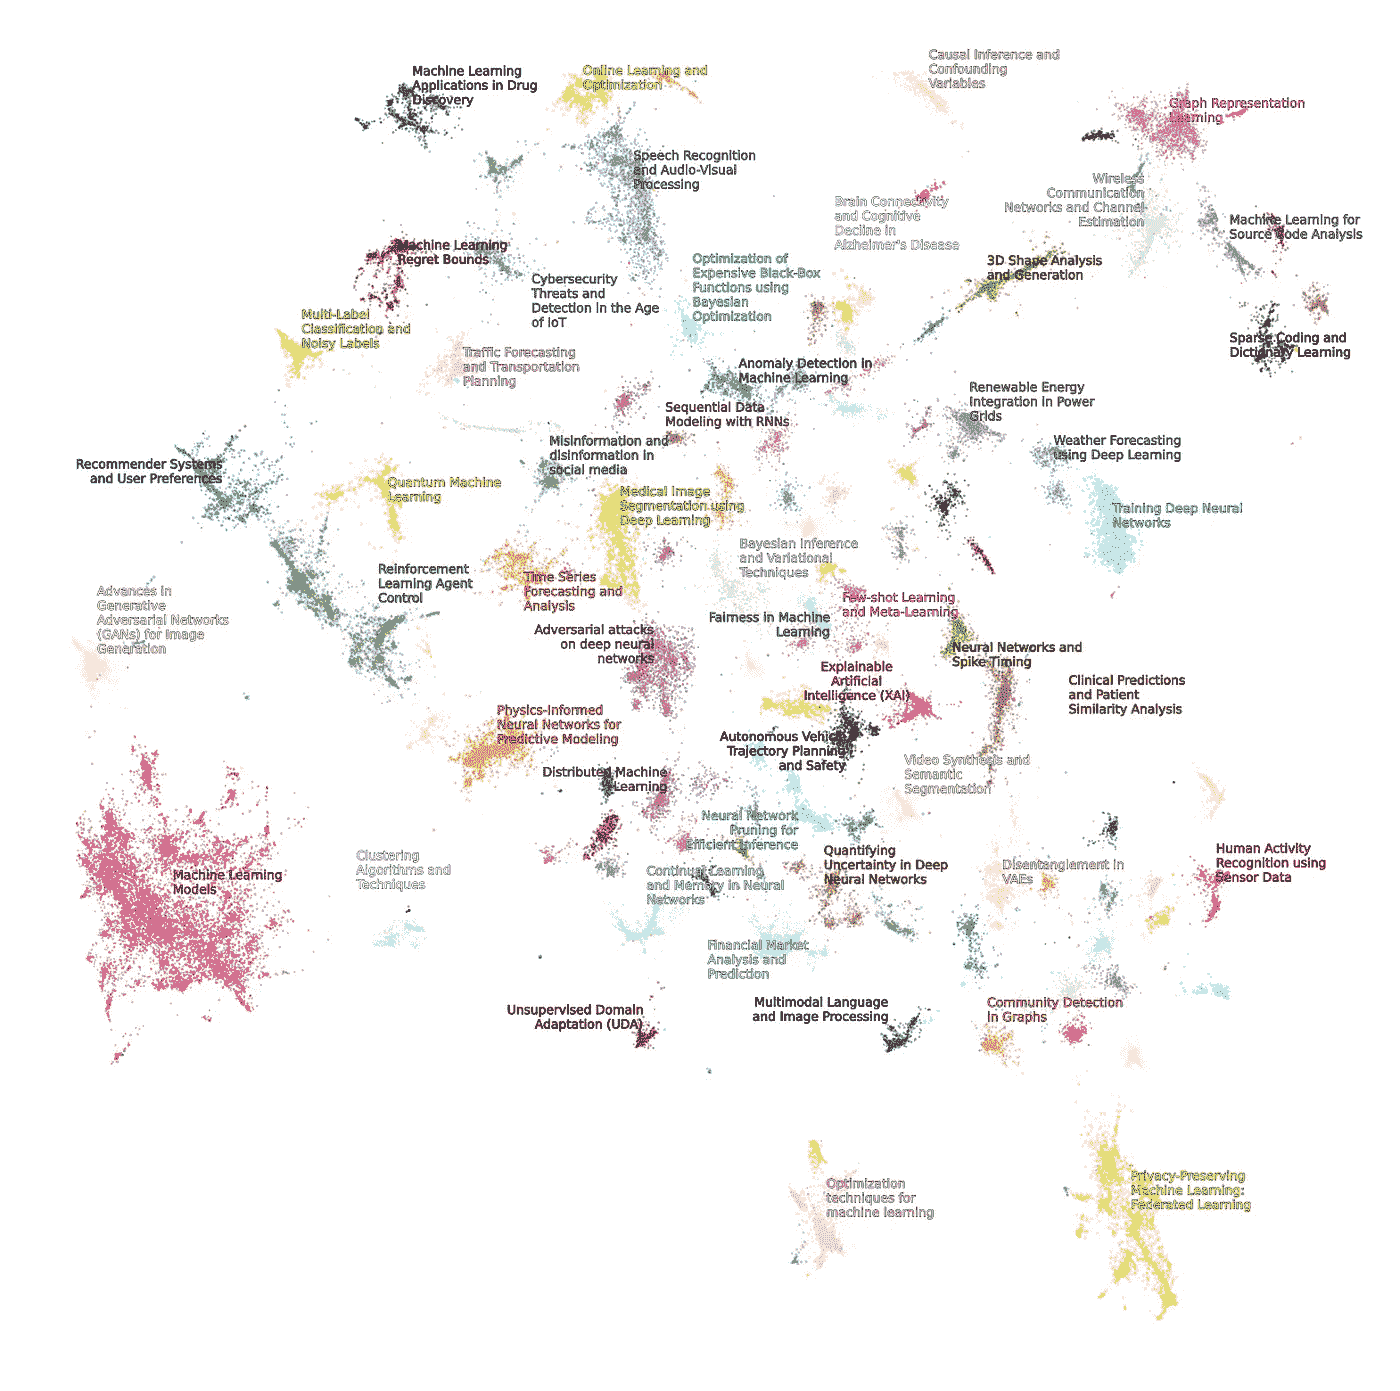 Causal Inference and
Confounding
Variables
Machine Learning
Applications in Drug
Discovery
Online Learning and
Optimization
Graph Representation
Learning
Speech Recognition
and Audio-Visual
Processing
Wireless
Communication
Networks and Channel
Estimation
Brain Connectivity
and Cognitive
Decline in
Alzheimer's Disease
Machine Learning for
Source Code Analysis
Machine Learning
Regret Bounds
Optimization of
Expensive Black-Box
Functions using
Bayesian
Optimization
3D Shape Analysis
and Generation
Cybersecurity
Threats and
Detection in the Age
of IoT
Multi-Label
Classification and
Noisy Labels
Sparse Coding and
Dictionary Learning
Traffic Forecasting
and Transportation
Planning
Anomaly Detection in
Machine Learning
Renewable Energy
Integration in Power
Grids
Sequential Data
Modeling with RNNs
Misinformation and
disinformation in
social media
Weather Forecasting
using Deep Learning
Recommender Systems
and User Preferences
Quantum Machine
Learning
Medical Image
Segmentation using
Deep Learning
Training Deep Neural
Networks
Bayesian Inference
and Variational
Techniques
Reinforcement
Learning Agent
Control
Time Series
Forecasting and
Analysis
Advances in
Generative
Adversarial Networks
(GANs) for Image
Generation
Few-shot Learning
and Meta-Learning
Fairness in Machine
Learning
Adversarial attacks
on deep neural
networks
Neural Networks and
Spike Timing
Explainable
Artificial
Intelligence (XAI)
Clinical Predictions
and Patient
Similarity Analysis
Physics-Informed
Neural Networks for
Predictive Modeling
Autonomous Vehicle
Trajectory Planning
and Safety
Video Synthesis and
Semantic
Segmentation
Distributed Machine
Learning
Neural Network
Pruning for
Efficient Inference
Clustering
Algorithms and
Techniques
Quantifying
Uncertainty in Deep
Neural Networks
Human Activity
Recognition using
Sensor Data
Disentanglement in
VAEs
Continual Learning
and Memory in Neural
Networks
Machine Learning
Models
Financial Market
Analysis and
Prediction
Unsupervised Domain
Adaptation (UDA)
Multimodal Language
and Image Processing
Community Detection
in Graphs
Privacy-Preserving
Machine Learning:
Federated Learning
Optimization
techniques for
machine learning